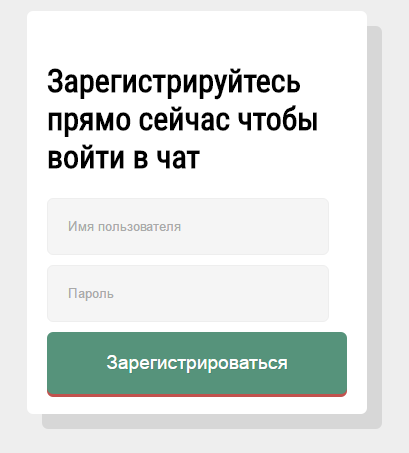 Зарегистрируйтесь
прямо сейчас чтобы
войти в чат
Имя пользователя
Пароль
Зарегистрироваться